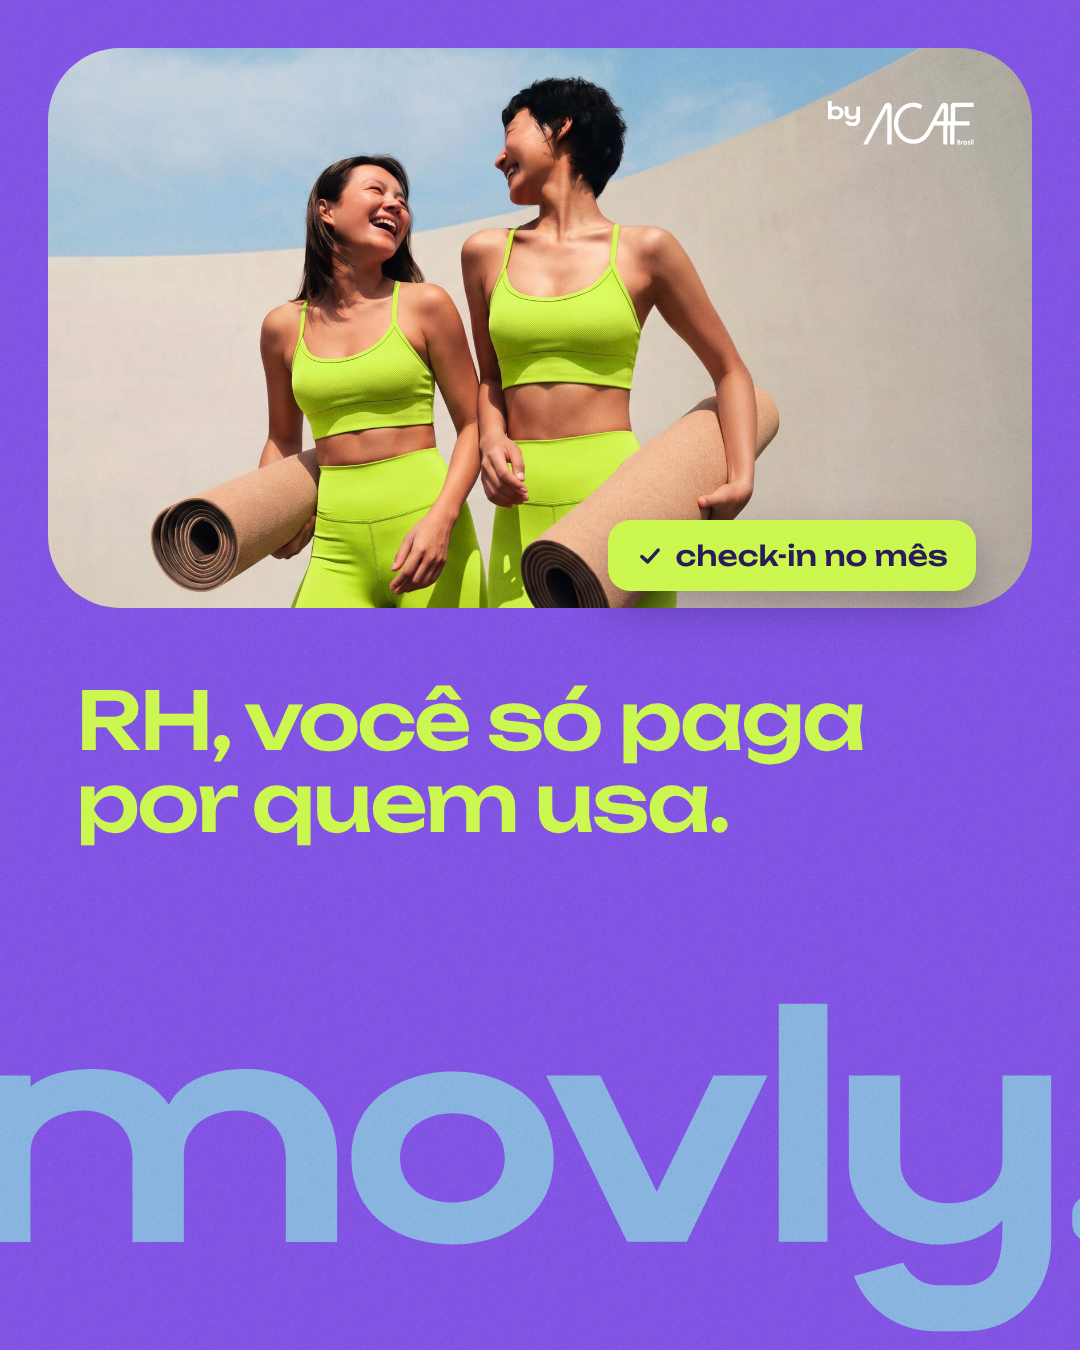 by ACAF
Brasil
check-in no mês
RH, você só paga
por quem usa.
movly.